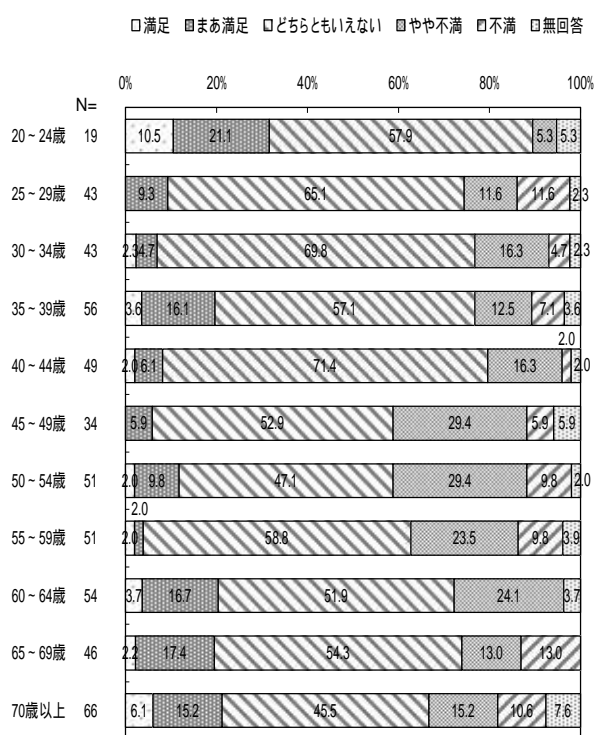 □満足 ■まあ満足 □どちらともいえない ■やや不満 □不満 □無回答
0% 20% 40% 60% 80% 100%
N=
20~24歳 19 10.5 21.1 57.9 5.3 5.3
25~29歳 43 9.3 65.1 11.6 11.6 2.3
30~34歳 43 2.3 4.7 69.8 16.3 4.7 2.3
35~39歳 56 3.6 16.1 57.1 12.5 7.1 3.6
2.0
40~44歳 49 2.0 6.1 71.4 16.3 2.0
45~49歳 34 5.9 52.9 29.4 5.9 5.9
50~54歳 51 2.0 9.8 47.1 29.4 9.8 2.0
2.0
55~59歳 51 2.0 58.8 23.5 9.8 3.9
60~64歳 54 3.7 16.7 51.9 24.1 3.7
65~69歳 46 2.2 17.4 54.3 13.0 13.0
70歳以上 66 6.1 15.2 45.5 15.2 10.6 7.6